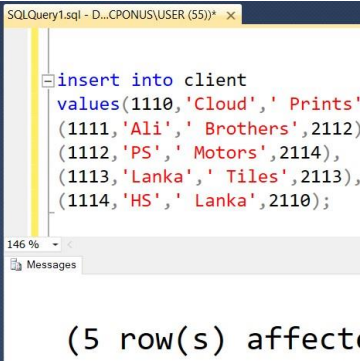 SQLQuery1.sql - D...CPONUS\USER (55))* ×
insert into client
values(1110,'Cloud',' Prints'
(1111,'Ali',' Brothers',2112)
(1112,'PS',' Motors',2114),
(1113,'Lanka',' Tiles',2113),
(1114,'HS',' Lanka',2110);
146 %
Messages
(5 row(s) affecte